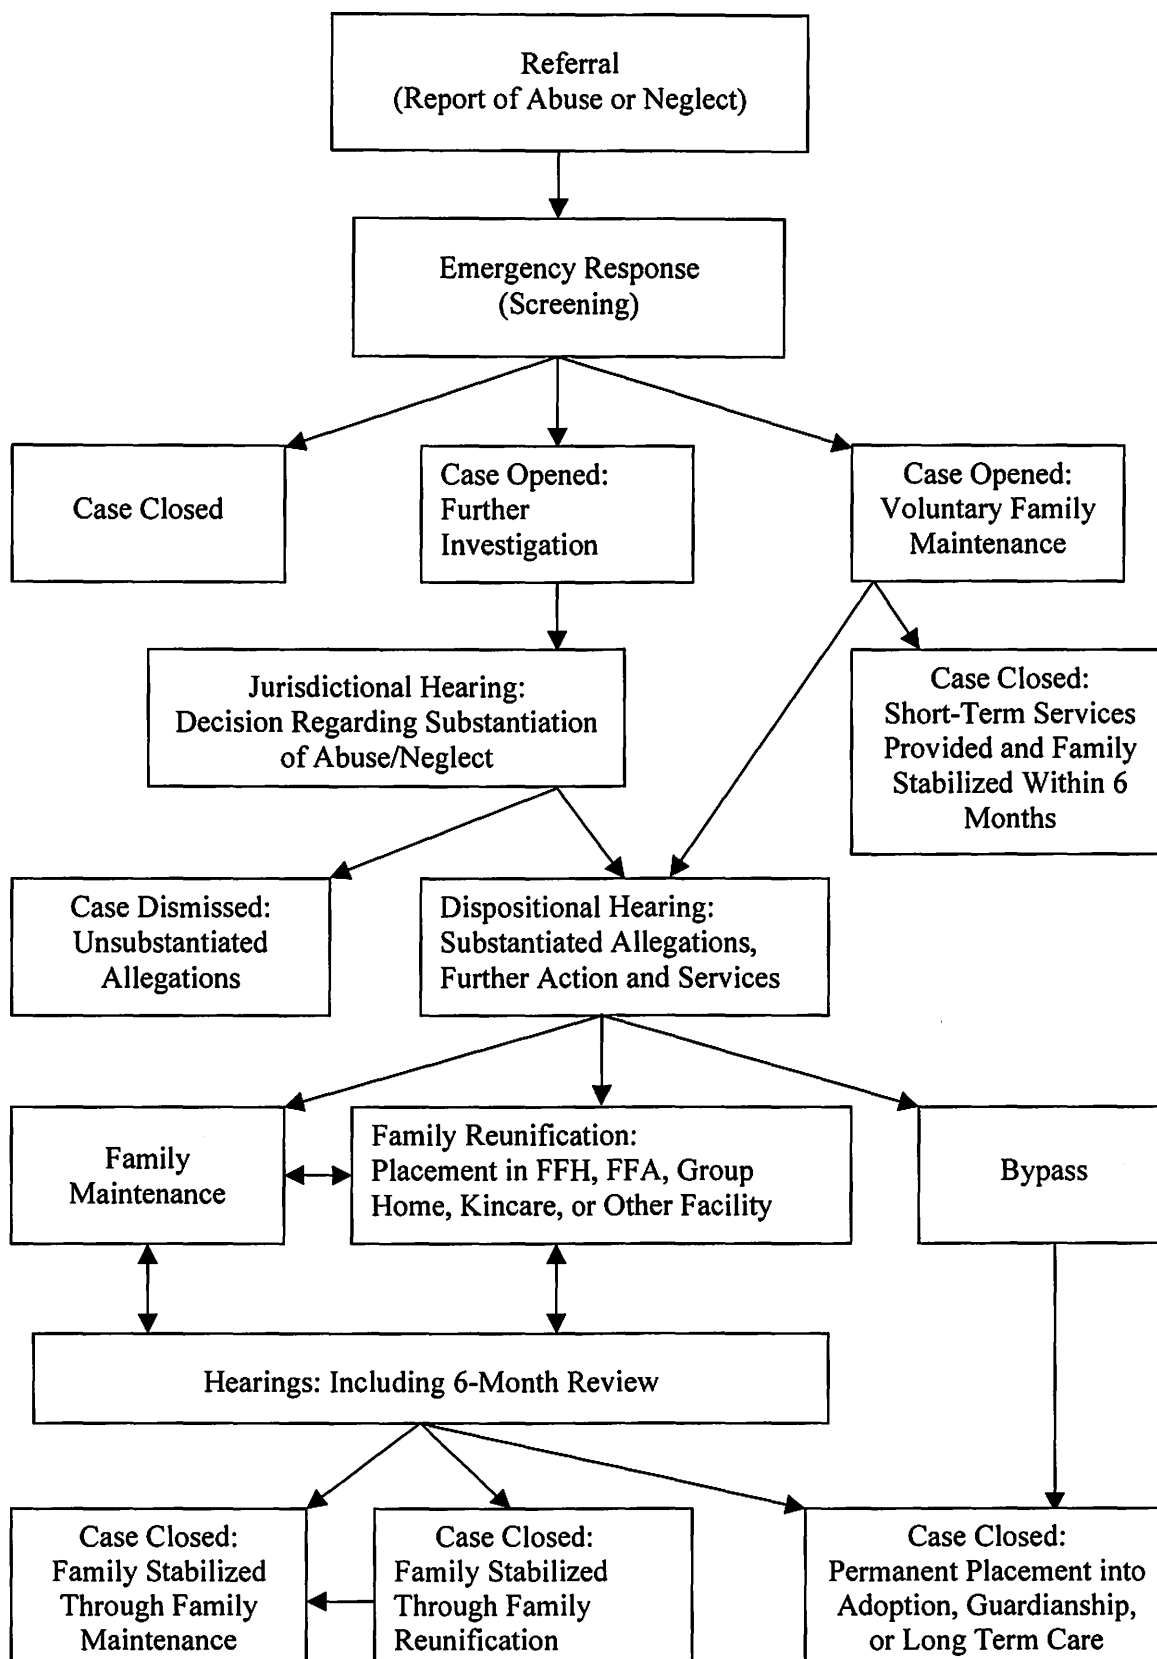 Referral
(Report of Abuse or Neglect)
Emergency Response
(Screening)
Case Closed
Case Opened:
Further
Investigation
Case Opened:
Voluntary Family
Maintenance
Jurisdictional Hearing:
Decision Regarding Substantiation
of Abuse/Neglect
Case Closed:
Short-Term Services
Provided and Family
Stabilized Within 6
Months
Case Dismissed:
Unsubstantiated
Allegations
Dispositional Hearing:
Substantiated Allegations,
Further Action and Services
Family
Maintenance
Family Reunification:
Placement in FFH, FFA, Group
Home, Kincare, or Other Facility
Bypass
Hearings: Including 6-Month Review
Case Closed:
Family Stabilized
Through Family
Maintenance
Case Closed:
Family Stabilized
Through Family
Reunification
Case Closed:
Permanent Placement into
Adoption, Guardianship,
or Long Term Care